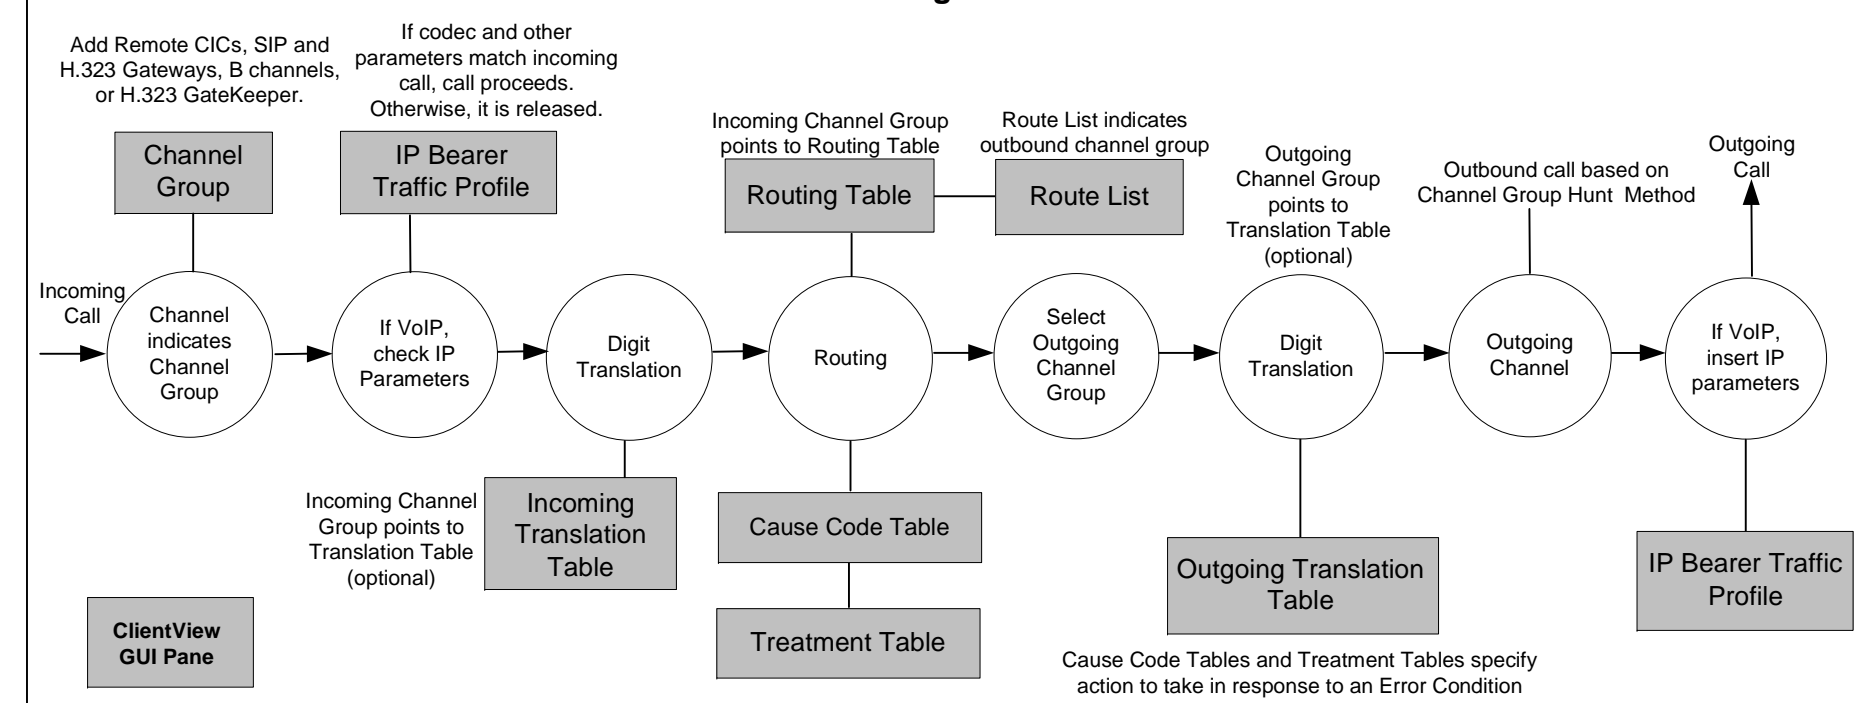 Add Remote CICs, SIP and
H.323 Gateways, B channels,
or H.323 GateKeeper.
If codec and other
parameters match incoming
call, call proceeds.
Otherwise, it is released.
Channel
Group
IP Bearer
Traffic Profile
Incoming Channel Group
points to Routing Table
Routing Table
Route List indicates
outbound channel group
Route List
Outgoing
Channel Group
points to
Translation Table
(optional)
Outbound call based on
Channel Group Hunt Method
Outgoing
Call
Incoming
Call
Channel
indicates
Channel
Group
If VoIP,
check IP
Parameters
Digit
Translation
Routing
Select
Outgoing
Channel
Group
Digit
Translation
Outgoing
Channel
If VoIP,
insert IP
parameters
Incoming Channel
Group points to
Translation Table
(optional)
Incoming
Translation
Table
Cause Code Table
Treatment Table
Outgoing Translation
Table
IP Bearer Traffic
Profile
ClientView
GUI Pane
Cause Code Tables and Treatment Tables specify
action to take in response to an Error Condition